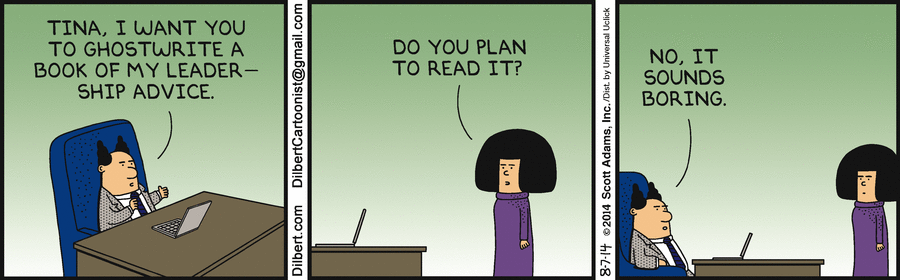 TINA, I WANT YOU
TO GHOSTWRITE A
BOOK OF MY LEADER—
SHIP ADVICE.
Dilbert.com DilbertCartoonist@gmail.com
DO YOU PLAN
TO READ IT?
8-7-14 ©2014 Scott Adams, Inc. /Dist. by Universal Uclick
NO, IT
SOUNDS
BORING.